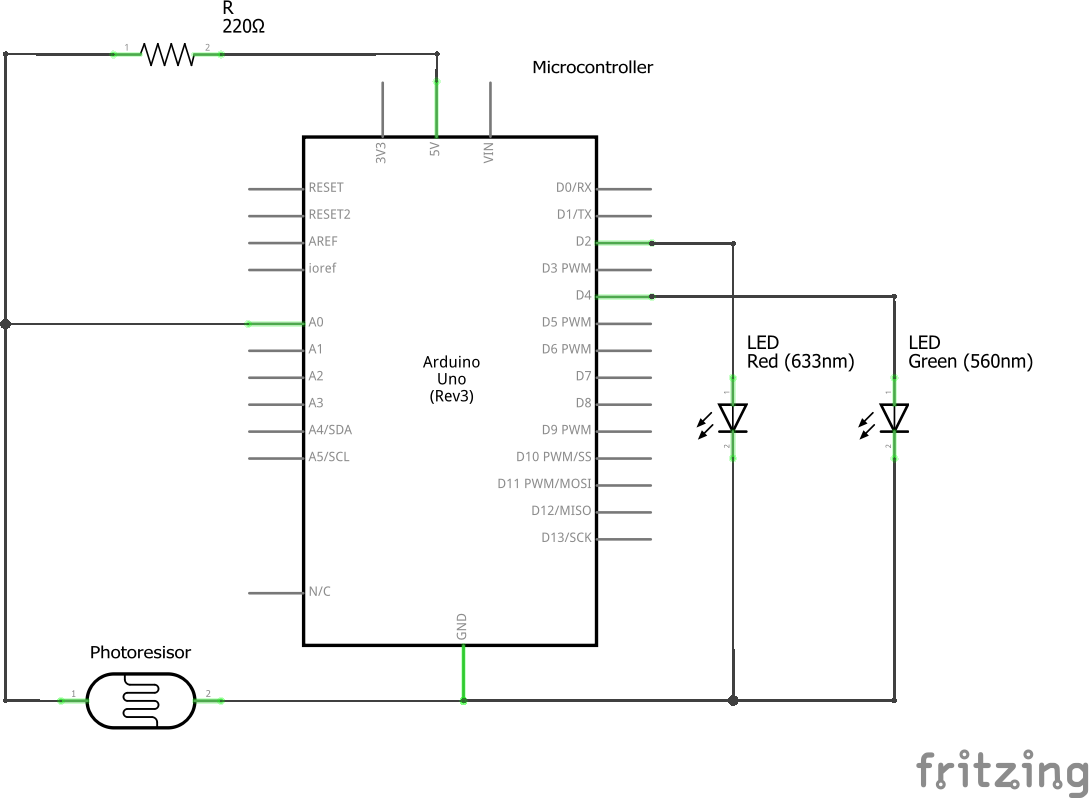 R
220Ω
1
2
Microcontroller
3V3
5V
VIN
RESET
D0/RX
RESET2
D1/TX
AREF
D2
ioref
D3 PWM
D4
A0
D5 PWM
A1
D6 PWM
A2
D7
A3
D8
A4/SDA
D9 PWM
A5/SCL
D10 PWM/SS
D11 PWM/MOSI
D12/MISO
D13/SCK
N/C
GND
Arduino
Uno
(Rev3)
LED
Red (633nm)
1
2
LED
Green (560nm)
1
2
Photoresisor
1
2
fritzing